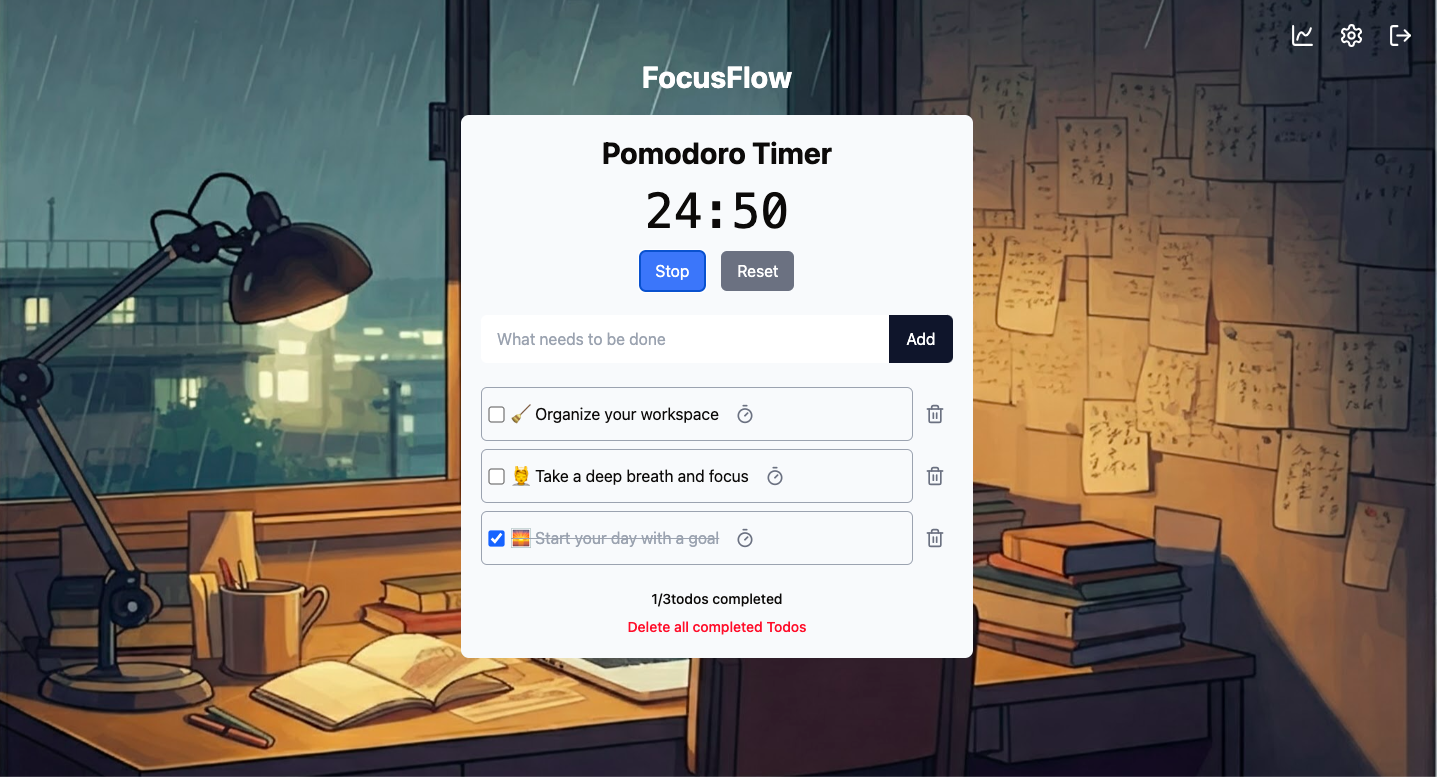 FocusFlow
Pomodoro Timer
24:50
Stop
Reset
What needs to be done
Add
🧹 Organize your workspace
💆 Take a deep breath and focus
🌅 Start your day with a goal
1/3todos completed
Delete all completed Todos